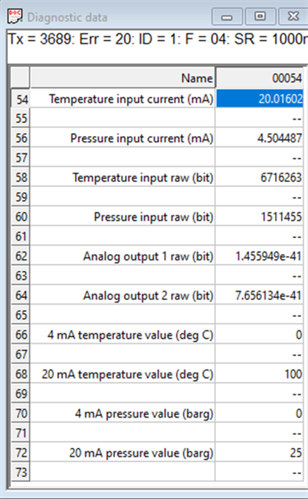 Diagnostic data
Tx = 3689: Err = 20: ID = 1: F = 04: SR = 1000
Name 00054
54 Temperature input current (mA) 20.01602
55 --
56 Pressure input current (mA) 4.504487
57 --
58 Temperature input raw (bit) 6716263
59 --
60 Pressure input raw (bit) 1511455
61 --
62 Analog output 1 raw (bit) 1.455949e-41
63 --
64 Analog output 2 raw (bit) 7.656134e-41
65 --
66 4 mA temperature value (deg C) 0
67 --
68 20 mA temperature value (deg C) 100
69 --
70 4 mA pressure value (barg) 0
71 --
72 20 mA pressure value (barg) 25
73 --